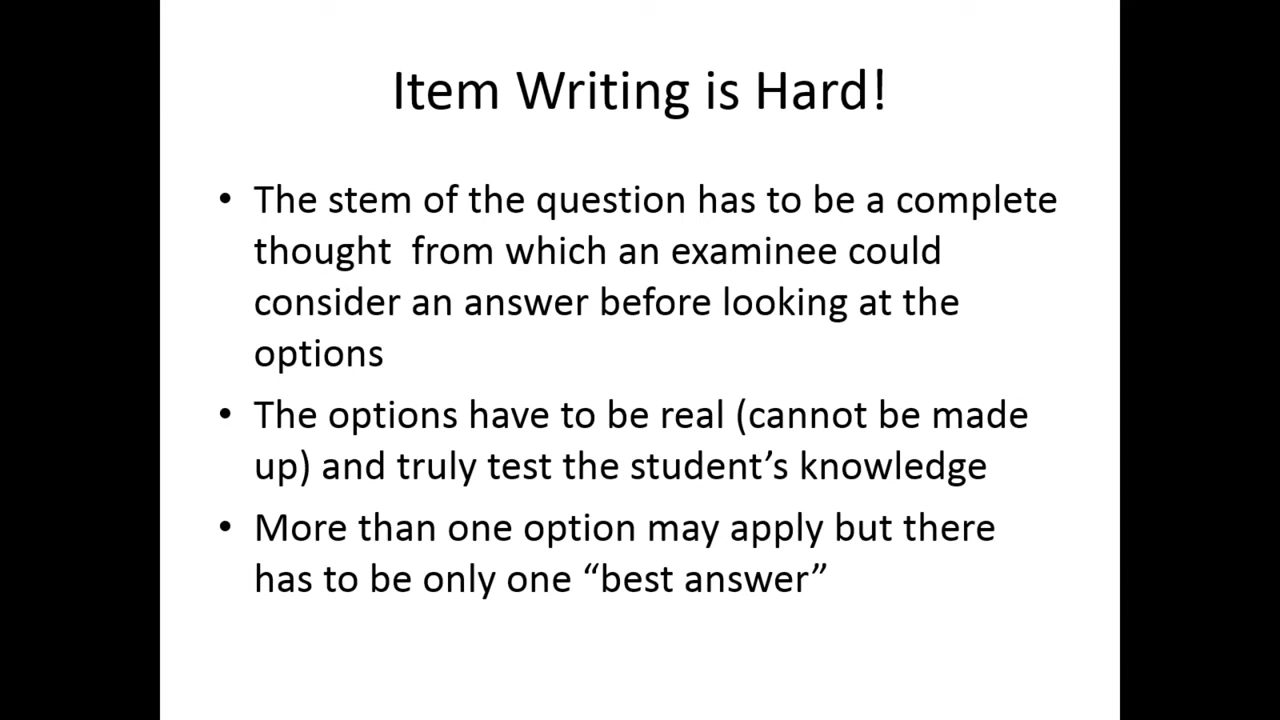 Item Writing is Hard!
• The stem of the question has to be a complete
thought  from which an examinee could
consider an answer before looking at the
options
• The options have to be real (cannot be made
up) and truly test the student’s knowledge
• More than one option may apply but there
has to be only one “best answer”